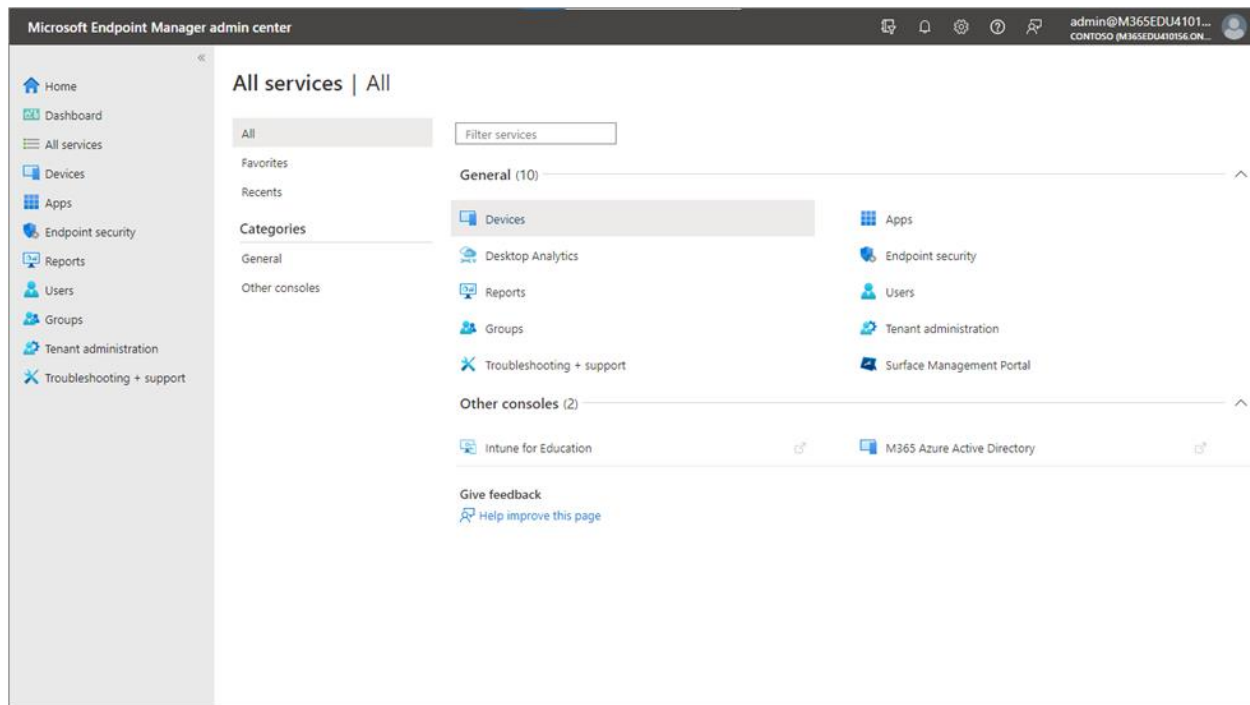 Microsoft Endpoint Manager admin center
admin@M365EDU4101...
CONTOSO (M365EDU410156.ON...
Home
Dashboard
All services
Devices
Apps
Endpoint security
Reports
Users
Groups
Tenant administration
Troubleshooting + support
All services | All
All
Favorites
Recents
Categories
General
Other consoles
Filter services
General (10)
Devices
Apps
Desktop Analytics
Endpoint security
Reports
Users
Groups
Tenant administration
Troubleshooting + support
Surface Management Portal
Other consoles (2)
Intune for Education
M365 Azure Active Directory
Give feedback
Help improve this page